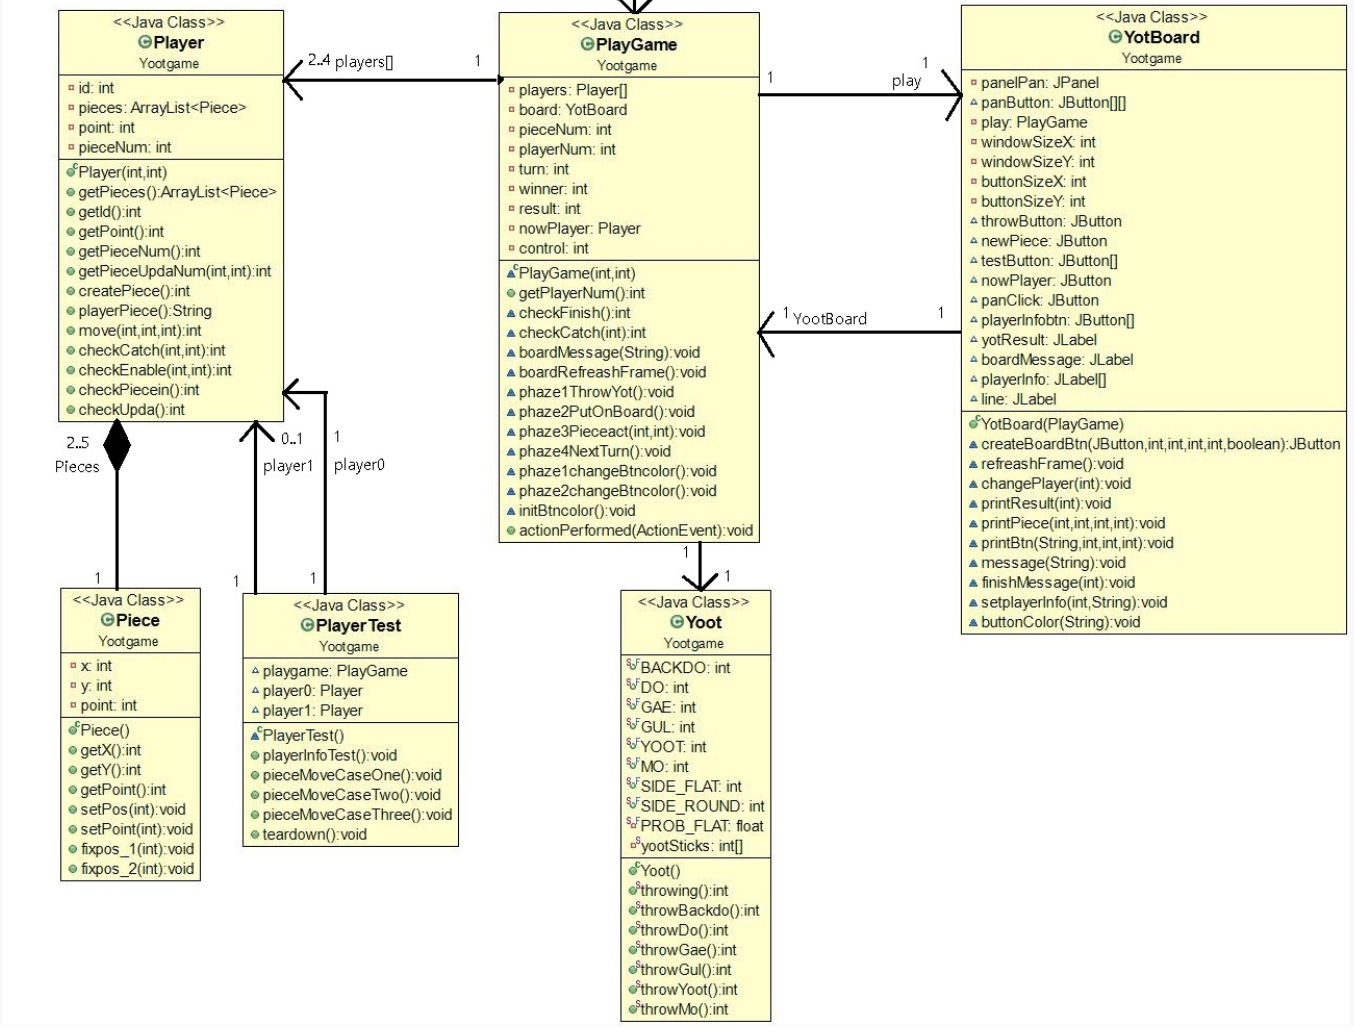 <<Java Class>>
Player
Yootgame
id: int
pieces: ArrayList<Piece>
point: int
pieceNum: int
Player(int,int)
getPieces():ArrayList<Piece>
getId():int
getPoint():int
getPieceNum():int
getPieceUpdaNum(int,int):int
createPiece():int
playerPiece():String
move(int,int,int):int
checkCatch(int,int):int
checkEnable(int,int):int
checkPiecein():int
checkUpda():int
2..4 players[]
1
<<Java Class>>
PlayGame
Yootgame
players: Player[]
board: YotBoard
pieceNum: int
playerNum: int
turn: int
winner: int
result: int
nowPlayer: Player
control: int
PlayGame(int,int)
getPlayerNum():int
checkFinish():int
checkCatch(int):int
boardMessage(String):void
boardRefreashFrame():void
phaze1ThrowYot():void
phaze2PutOnBoard():void
phaze3Pieceact(int,int):void
phaze4NextTurn():void
phaze1changeBtncolor():void
phaze2changeBtncolor():void
initBtncolor():void
actionPerformed(ActionEvent):void
1
play
1
1 YootBoard
1
<<Java Class>>
YotBoard
Yootgame
panelPan: JPanel
panButton: JButton[][]
play: PlayGame
windowSizeX: int
windowSizeY: int
buttonSizeX: int
buttonSizeY: int
throwButton: JButton
newPiece: JButton
testButton: JButton[]
nowPlayer: JButton
panClick: JButton
playerInfobtn: JButton[]
yotResult: JLabel
boardMessage: JLabel
playerInfo: JLabel[]
line: JLabel
YotBoard(PlayGame)
createBoardBtn(JButton,int,int,int,int,boolean):JButton
refreashFrame():void
changePlayer(int):void
printResult(int):void
printPiece(int,int,int,int):void
printBtn(String,int,int,int):void
message(String):void
finishMessage(int):void
setplayerInfo(int,String):void
buttonColor(String):void
2..5
Pieces
1
0..1
player1
1
1
player0
1
<<Java Class>>
Piece
Yootgame
x: int
y: int
point: int
Piece()
getX():int
getY():int
getPoint():int
setPos(int):void
setPoint(int):void
fixpos_1(int):void
fixpos_2(int):void
<<Java Class>>
PlayerTest
Yootgame
playgame: PlayGame
player0: Player
player1: Player
PlayerTest()
playerInfoTest():void
pieceMoveCaseOne():void
pieceMoveCaseTwo():void
pieceMoveCaseThree():void
teardown():void
1
1
<<Java Class>>
Yoot
Yootgame
BACKDO: int
DO: int
GAE: int
GUL: int
YOOT: int
MO: int
SIDE_FLAT: int
SIDE_ROUND: int
PROB_FLAT: float
yootSticks: int[]
Yoot()
throwing():int
throwBackdo():int
throwDo():int
throwGae():int
throwGul():int
throwYoot():int
throwMo():int